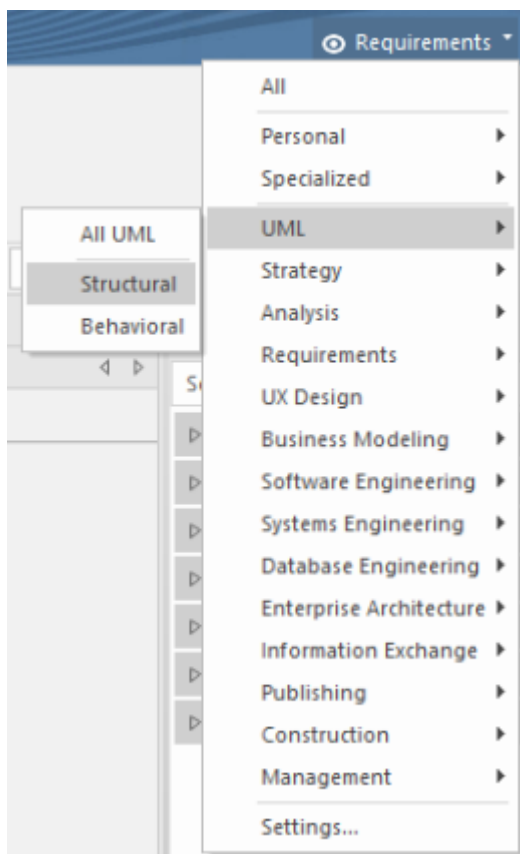 Requirements
All
Personal
Specialized
UML
Strategy
Analysis
Requirements
UX Design
Business Modeling
Software Engineering
Systems Engineering
Database Engineering
Enterprise Architecture
Information Exchange
Publishing
Construction
Management
Settings...
All UML
Structural
Behavioral